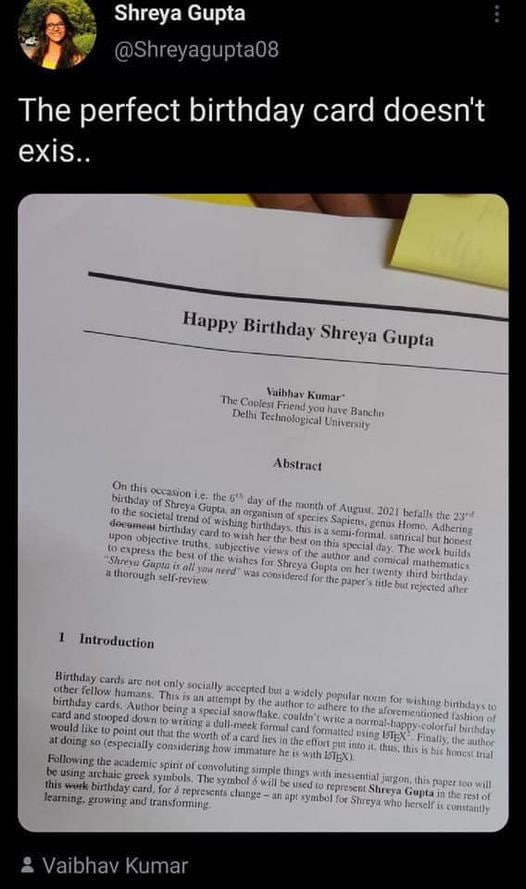 Shreya Gupta
@Shreyagupta08
The perfect birthday card doesn't
exis..
Happy Birthday Shreya Gupta
Vaibhav Kumar*
The Coolest Friend you have Bancho
Delhi Technological University
Abstract
On this occasion i.e. the 6th day of the month of August, 2021 befalls the 23rd
birthday of Shreya Gupta, an organism of species Sapiens, genus Homo. Adhering
to the societal trend of wishing birthdays, this is a semi-formal, satirical but honest
document birthday card to wish her the best on this special day. The work builds
upon objective truths, subjective views of the author and comical mathematics
to express the best of the wishes for Shreya Gupta on her twenty third birthday.
"Shreya Gupta is all you need" was considered for the paper's title but rejected after
a thorough self-review.
1 Introduction
Birthday cards are not only socially accepted but a widely popular norm for wishing birthdays to
other fellow humans. This is an attempt by the author to adhere to the aforementioned fashion of
birthday cards. Author being a special snowflake, couldn't write a normal-happy-colorful birthday
card and stooped down to writing a dull-meek formal card formatted using LATEX. Finally, the author
would like to point out that the worth of a card lies in the effort put into it, thus, this is his honest trial
at doing so (especially considering how immature he is with LATEX).
Following the academic spirit of convoluting simple things with inessential jargon, this paper too will
be using archaic greek symbols. The symbol δ will be used to represent Shreya Gupta in the rest of
this work birthday card, for δ represents change – an apt symbol for Shreya who herself is constantly
learning, growing and transforming.
Vaibhav Kumar